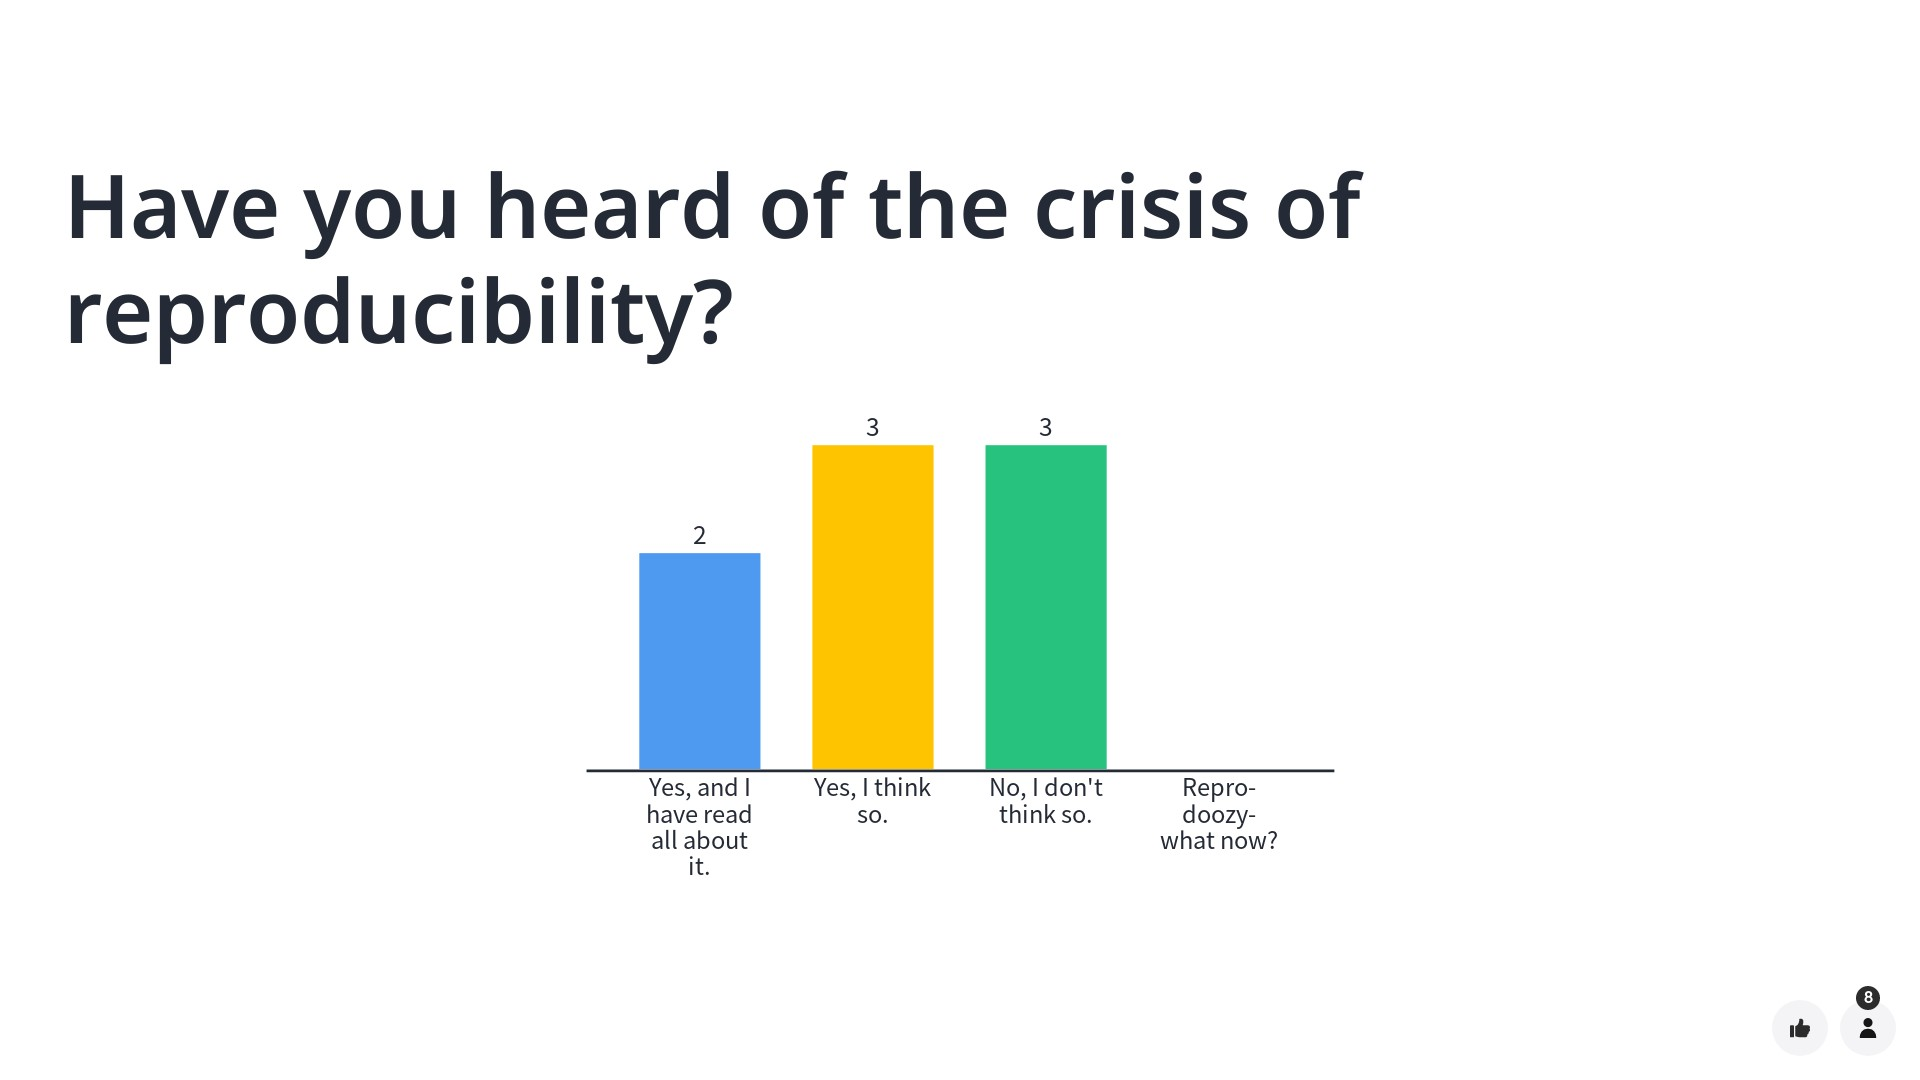 Have you heard of the crisis of
reproducibility?
3
3
2
Yes, and I
have read
all about
it.
Yes, I think
so.
No, I don't
think so.
Repro-
doozy-
what now?
8